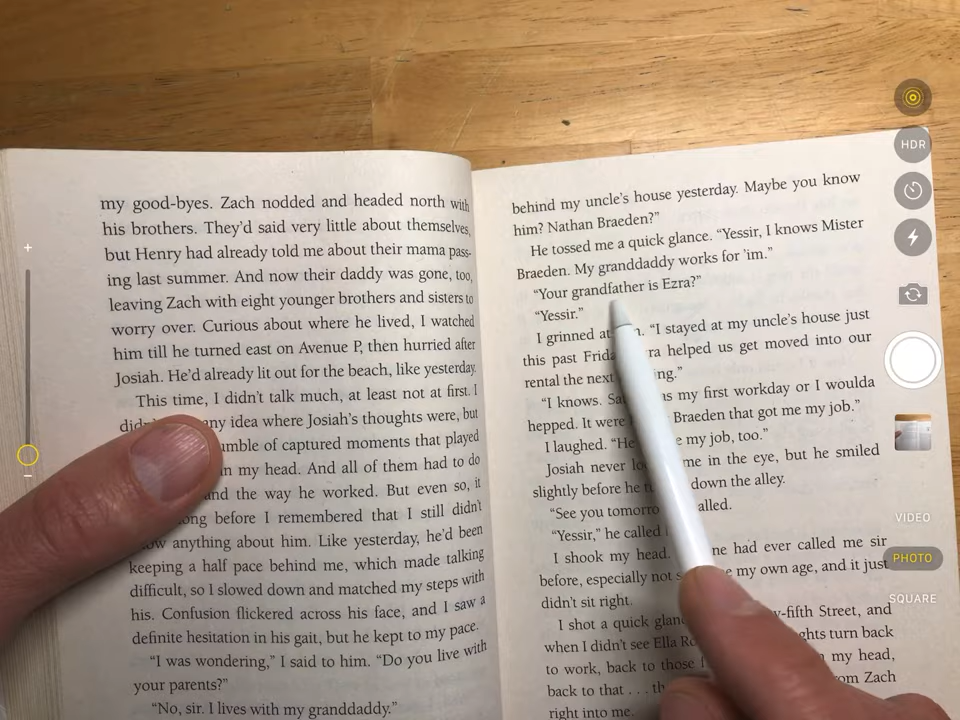 my good-byes. Zach nodded and headed north with
his brothers. They'd said very little about themselves,
but Henry had already told me about their mama pass-
ing last summer. And now their daddy was gone, too,
leaving Zach with eight younger brothers and sisters to
worry over. Curious about where he lived, I watched
him till he turned east on Avenue P, then hurried after
Josiah. He'd already lit out for the beach, like yesterday.
This time, I didn't talk much, at least not at first. I
any idea where Josiah's thoughts were, but
of captured moments that played
in my head. And all of them had to do
and the way he worked. But even so, it
before I remembered that I still didn't
anything about him. Like yesterday, he'd been
keeping a half pace behind me, which made talking
difficult, so I slowed down and matched my steps with
his. Confusion flickered across his face, and I saw a
definite hesitation in his gait, but he kept to my pace.
"I was wondering," I said to him. "Do you live with
your parents?"
"No, sir. I lives with my granddaddy."
behind my uncle's house yesterday. Maybe you know
him? Nathan Braeden?"
He tossed me a quick glance. "Yessir, I knows Mister
Braeden. My granddaddy works for 'im."
"Your grandfather is Ezra?"
"Yessir."
I grinned at "I stayed at my uncle's house just
this past helped us get moved into our
rental the next
"I knows. my first workday or I woulda
hepped. It were Braeden that got me my job."
I laughed. my job, too."
Josiah never me in the eye, but he smiled
slightly before he down the alley.
"See you
"Yessir," he called
I shook my head. had ever called me sir
before, especially not my own age, and it just
didn't sit right.
I shot a quick Street, and
when I didn't see Ella turn back
to work, back to those my head,
back to that . . . Zach
right into me.
HDR
VIDEO
PHOTO
SQUARE